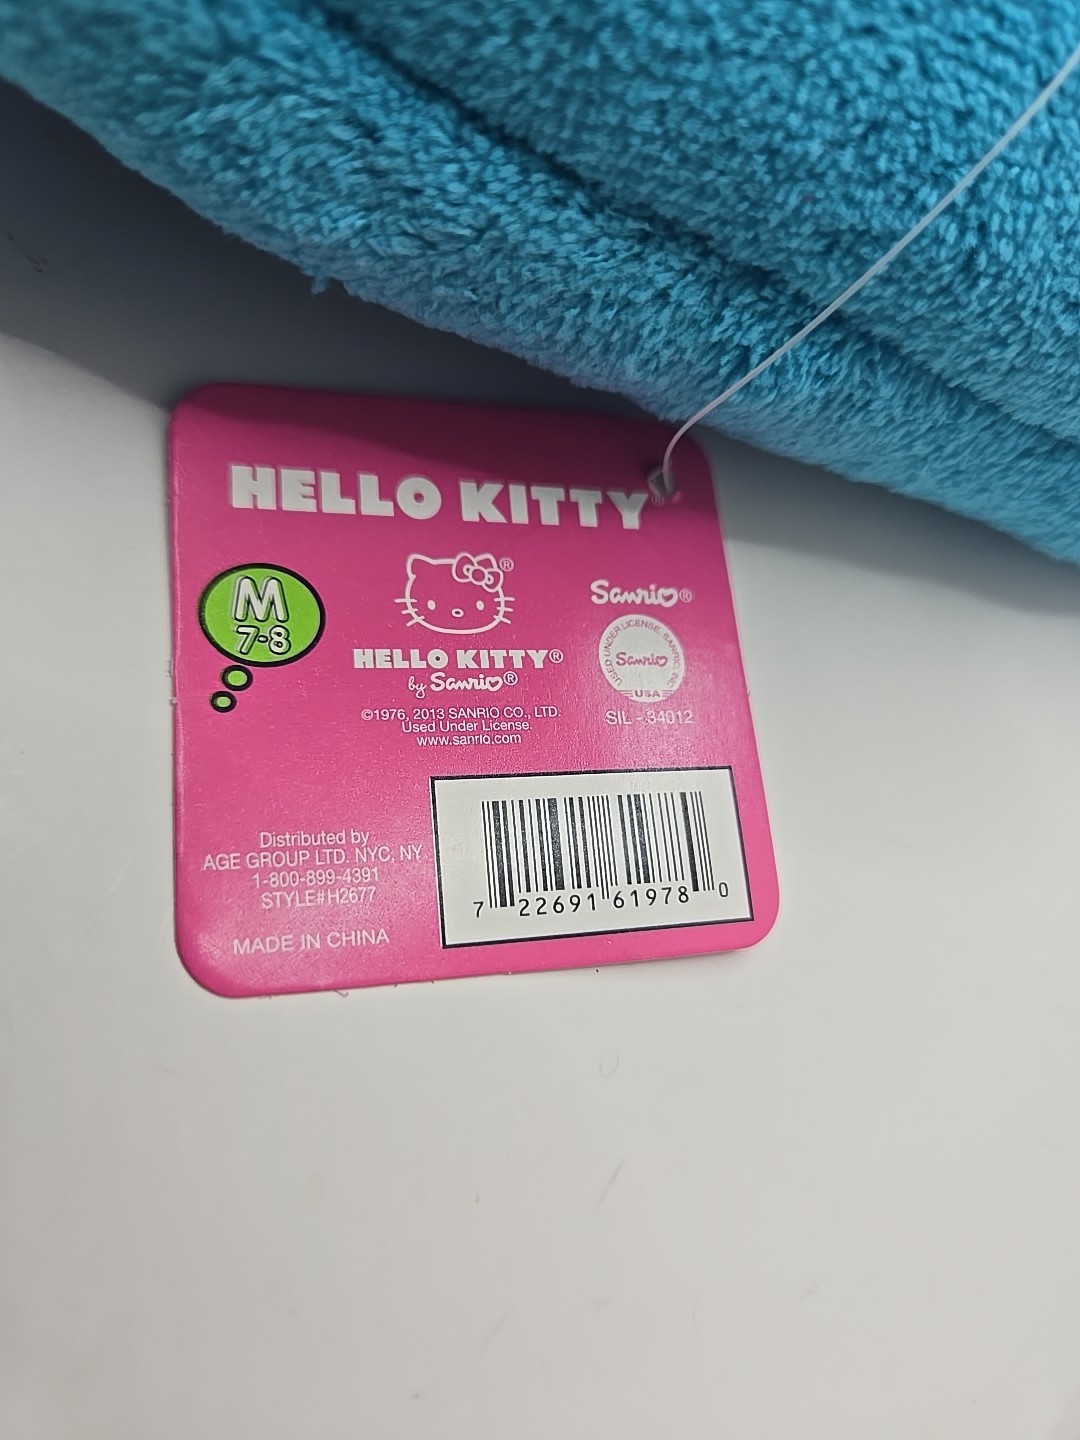 HELLO KITTY
M
7-8
®
HELLO KITTY®
by Sanrio®
©1976, 2013 SANRIO CO., LTD.
Used Under License.
www.sanrio.com
Sanrio®
USED UNDER LICENSE, SANRIO, INC.
Sanrio
USA
SIL - 34012
Distributed by
AGE GROUP LTD. NYC, NY
1-800-899-4391
STYLE#H2677
MADE IN CHINA
7 22691 61978 0